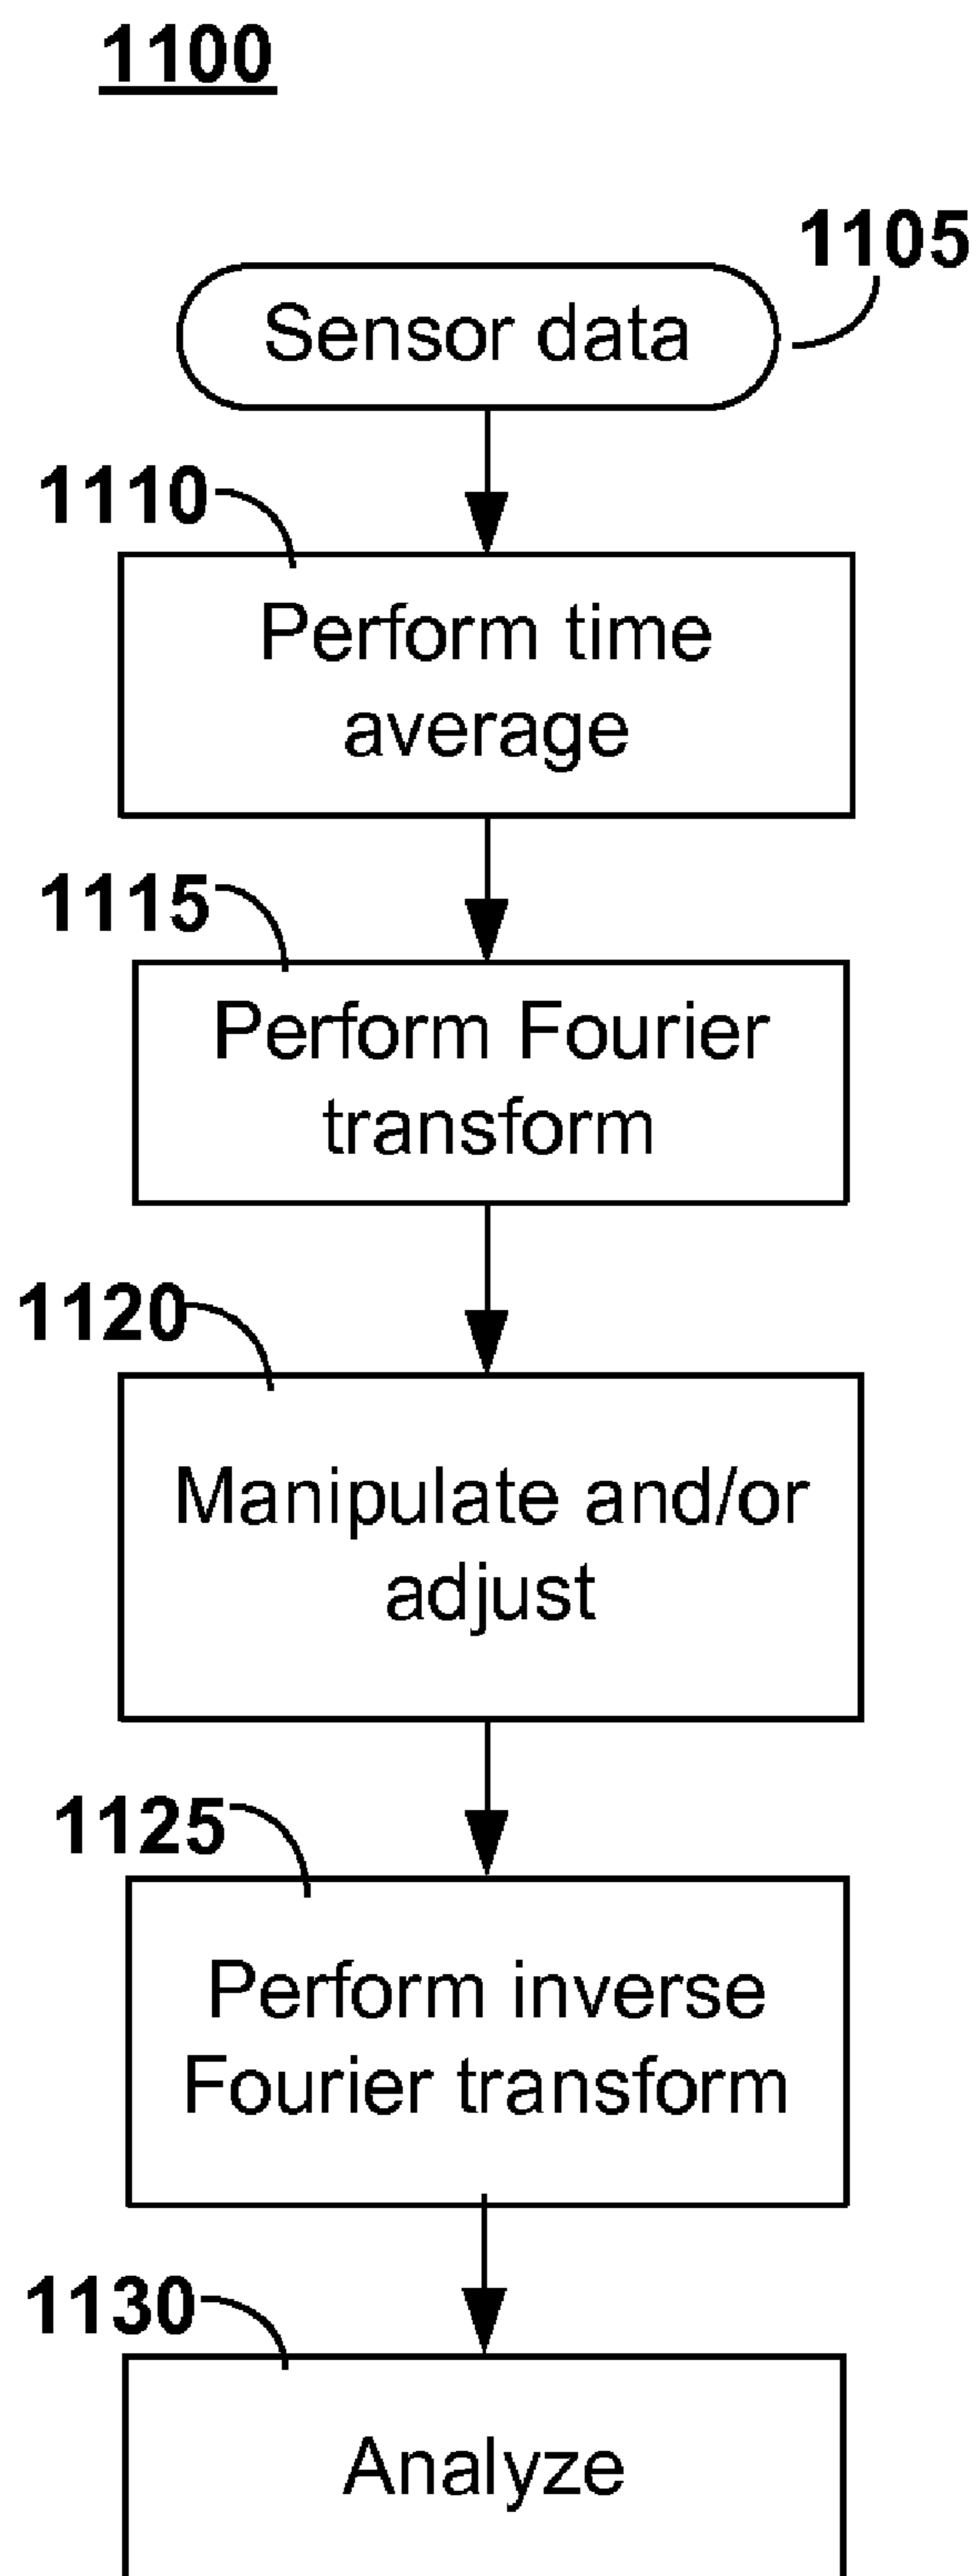 1100
1105
Sensor data
1110
Perform time
average
1115
Perform Fourier
transform
1120
Manipulate and/or
adjust
1125
Perform inverse
Fourier transform
1130
Analyze